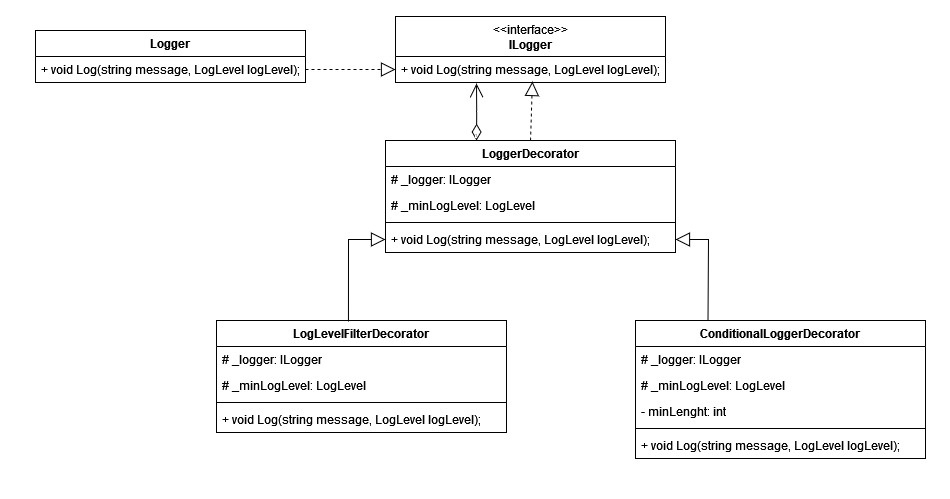 Logger
+ void Log(string message, LogLevel logLevel);
<<interface>>
ILogger
+ void Log(string message, LogLevel logLevel);
LoggerDecorator
# _logger: ILogger
# _minLogLevel: LogLevel
+ void Log(string message, LogLevel logLevel);
LogLevelFilterDecorator
# _logger: ILogger
# _minLogLevel: LogLevel
+ void Log(string message, LogLevel logLevel);
ConditionalLoggerDecorator
# _logger: ILogger
# _minLogLevel: LogLevel
- minLenght: int
+ void Log(string message, LogLevel logLevel);